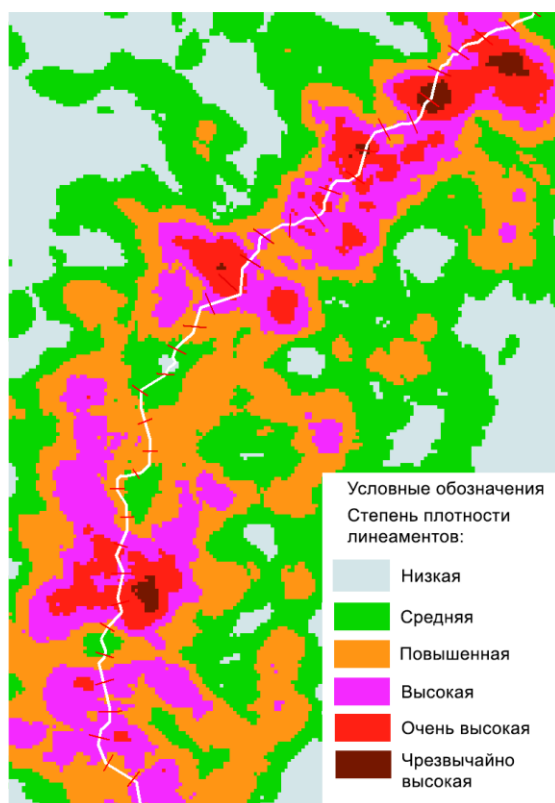 Условные обозначения
Степень плотности
линеаментов:
Низкая
Средняя
Повышенная
Высокая
Очень высокая
Чрезвычайно
высокая